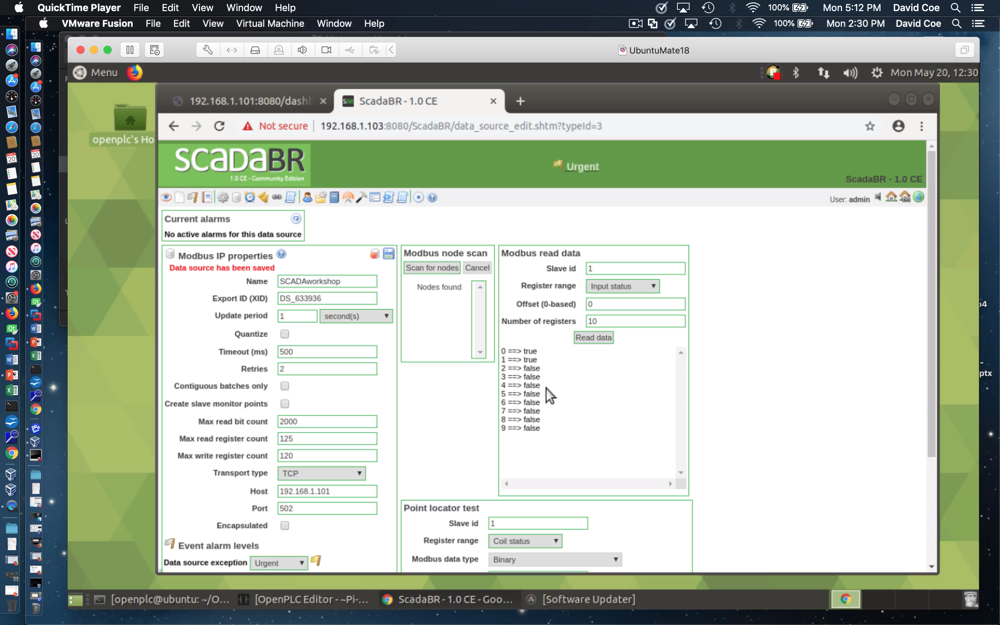 QuickTime Player File Edit View Window Help 100% Mon 5:12 PM David Coe
VMware Fusion File Edit View Virtual Machine Window Help 100% Mon 2:30 PM David Coe
UbuntuMate18
Menu Mon May 20, 12:30
192.168.1.101:8080/dashb ScadaBR - 1.0 CE
Not secure 192.168.1.103:8080/ScadaBR/data_source_edit.shtm?typeId=3
openplc's Ho
SCADABR
1.0 CE - Community Edition
Urgent
ScadaBR - 1.0 CE
User: admin
Current alarms
No active alarms for this data source
Modbus IP properties
Data source has been saved
Name SCADAworkshop
Export ID (XID) DS_633936
Update period 1 second(s)
Quantize
Timeout (ms) 500
Retries 2
Contiguous batches only
Create slave monitor points
Max read bit count 2000
Max read register count 125
Max write register count 120
Transport type TCP
Host 192.168.1.101
Port 502
Encapsulated
Event alarm levels
Data source exception Urgent
Modbus node scan
Scan for nodes Cancel
Nodes found
Modbus read data
Slave id 1
Register range Input status
Offset (0-based) 0
Number of registers 10
Read data
0 ==> true
1 ==> true
2 ==> false
3 ==> false
4 ==> false
5 ==> false
6 ==> false
7 ==> false
8 ==> false
9 ==> false
Point locator test
Slave id 1
Register range Coil status
Modbus data type Binary
ptx
[openplc@ubuntu: ~/O... [OpenPLC Editor - ~Pi-... ScadaBR - 1.0 CE - Goo... [Software Updater]